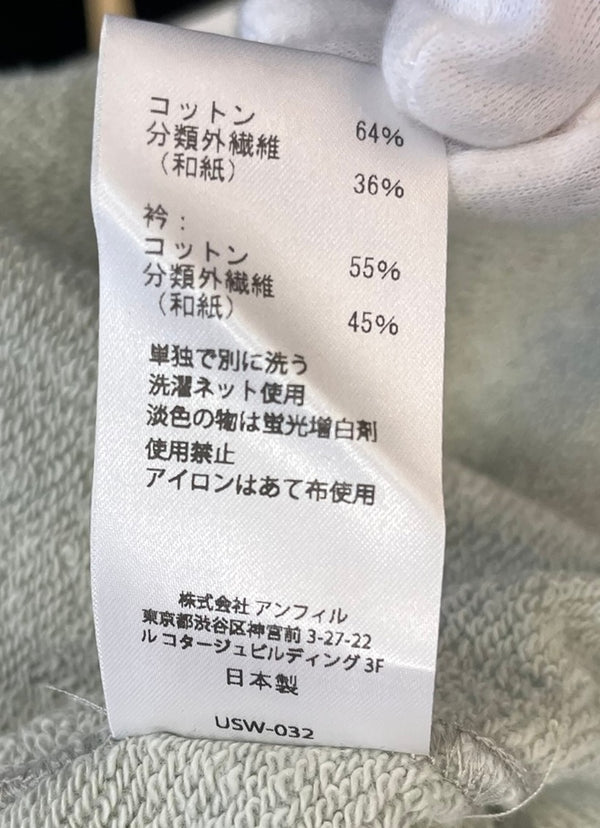 コットン 64%
分類外繊維
（和紙） 36%
衿：
コットン 55%
分類外繊維
（和紙） 45%
単独で別に洗う
洗濯ネット使用
淡色の物は蛍光増白剤
使用禁止
アイロンはあて布使用
株式会社 アンフィル
東京都渋谷区神宮前 3-27-22
ル コタージュビルディング 3F
日本製
USW-032